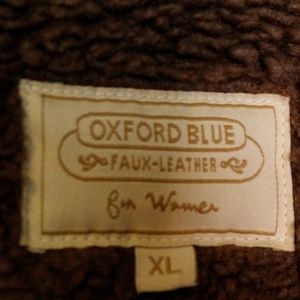 OXFORD BLUE
FAUX-LEATHER
for Women
XL